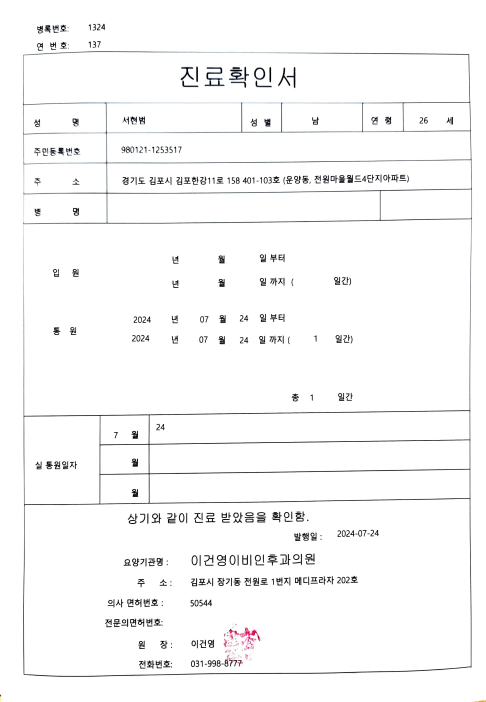 병록번호: 1324
연 번 호: 137
진료확인서
성 명 서현범 성 별 남 연 령 26 세
주민등록번호 980121-1253517
주 소 경기도 김포시 김포한강11로 158 401-103호 (운양동, 전원마을월드4단지아파트)
병 명
입 원 년 월 일 부터
년 월 일 까지 ( 일간)
통 원 2024 년 07 월 24 일 부터
2024 년 07 월 24 일 까지 ( 1 일간)
총 1 일간
실 통원일자 7 월 24
월
월
상기와 같이 진료 받았음을 확인함.
발행일 : 2024-07-24
요양기관명 : 이건영이비인후과의원
주 소 : 김포시 장기동 전원로 1번지 메디프라자 202호
의사 면허번호 : 50544
전문의면허번호:
원 장 : 이건영
전화번호: 031-998-8777